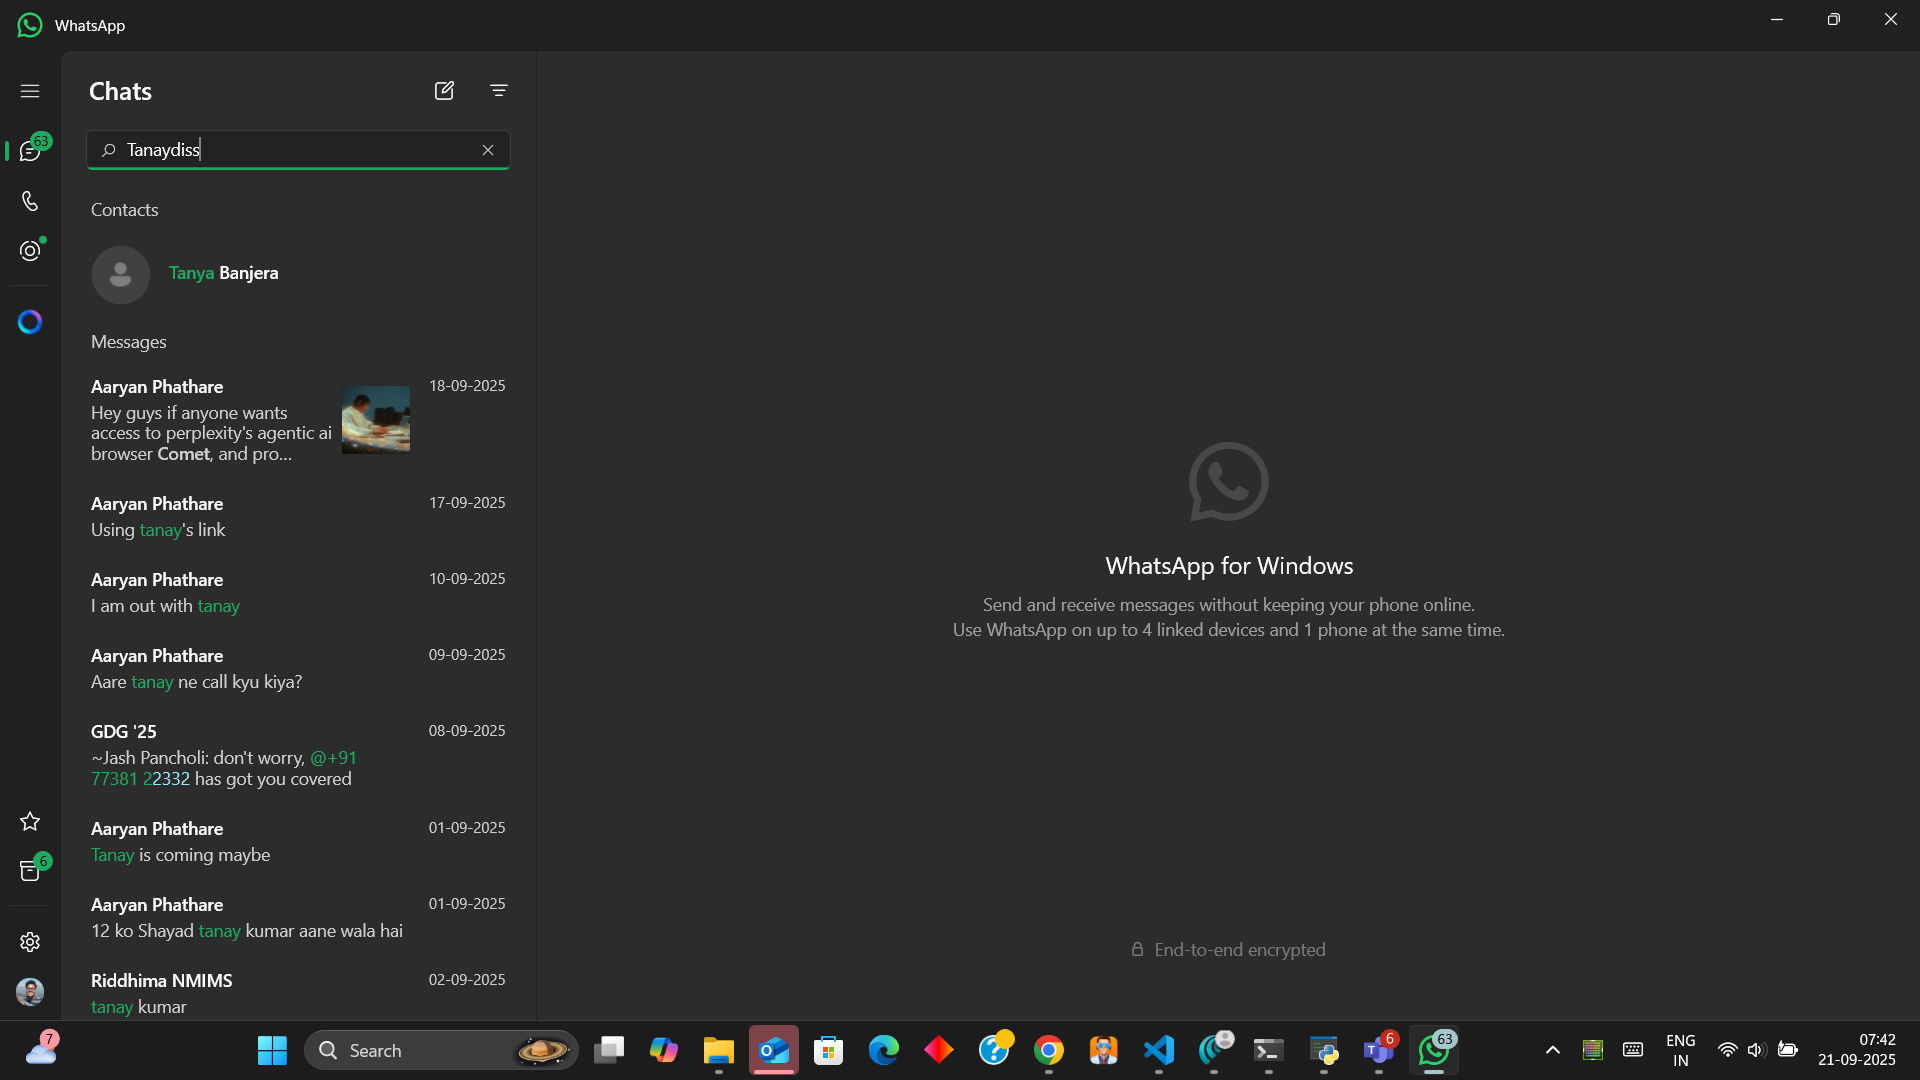 WhatsApp
Chats
63
Tanaydiss
Contacts
Tanya Banjera
Messages
Aaryan Phathare
18-09-2025
Hey guys if anyone wants
access to perplexity's agentic ai
browser Comet, and pro...
Aaryan Phathare
17-09-2025
Using tanay's link
Aaryan Phathare
10-09-2025
I am out with tanay
Aaryan Phathare
09-09-2025
Aare tanay ne call kyu kiya?
GDG '25
08-09-2025
~Jash Pancholi: don't worry, @+91
77381 22332 has got you covered
Aaryan Phathare
01-09-2025
Tanay is coming maybe
Aaryan Phathare
01-09-2025
12 ko Shayad tanay kumar aane wala hai
Riddhima NMIMS
02-09-2025
tanay kumar
6
WhatsApp for Windows
Send and receive messages without keeping your phone online.
Use WhatsApp on up to 4 linked devices and 1 phone at the same time.
End-to-end encrypted
7
Search
6
63
ENG
IN
07:42
21-09-2025